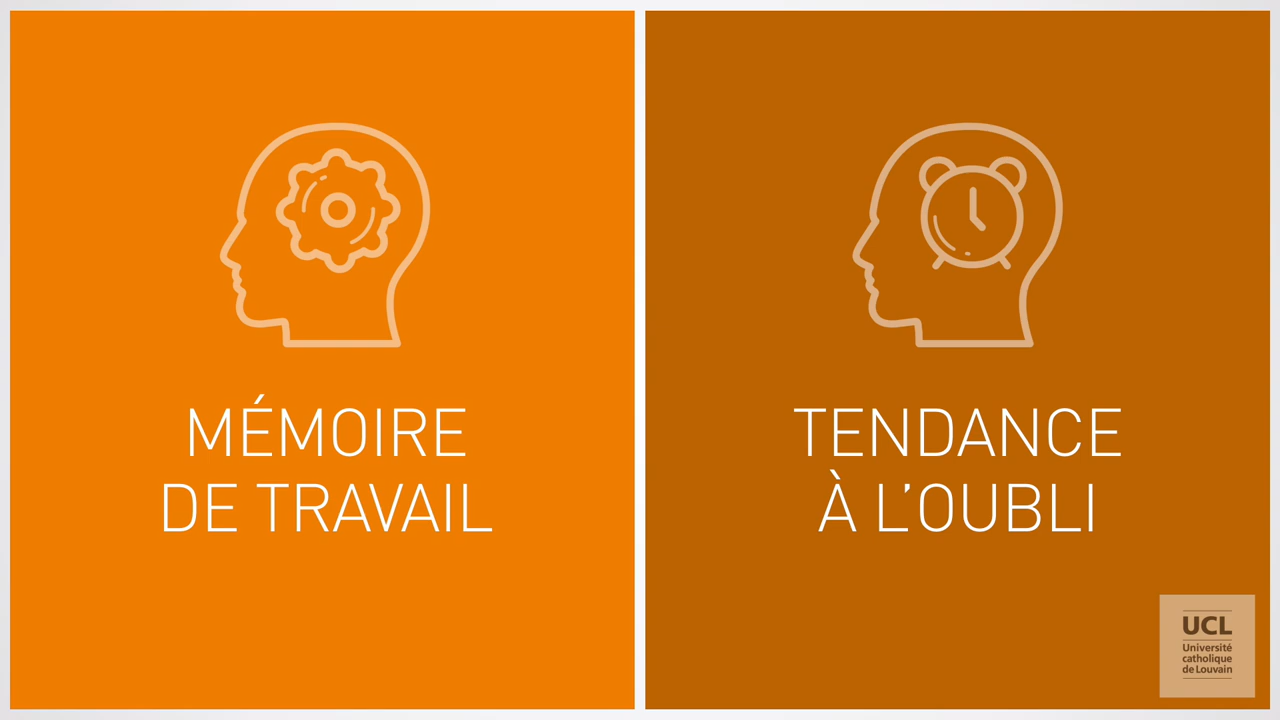 MÉMOIRE
DE TRAVAIL
TENDANCE
À L’OUBLI
UCL
Université
catholique
de Louvain